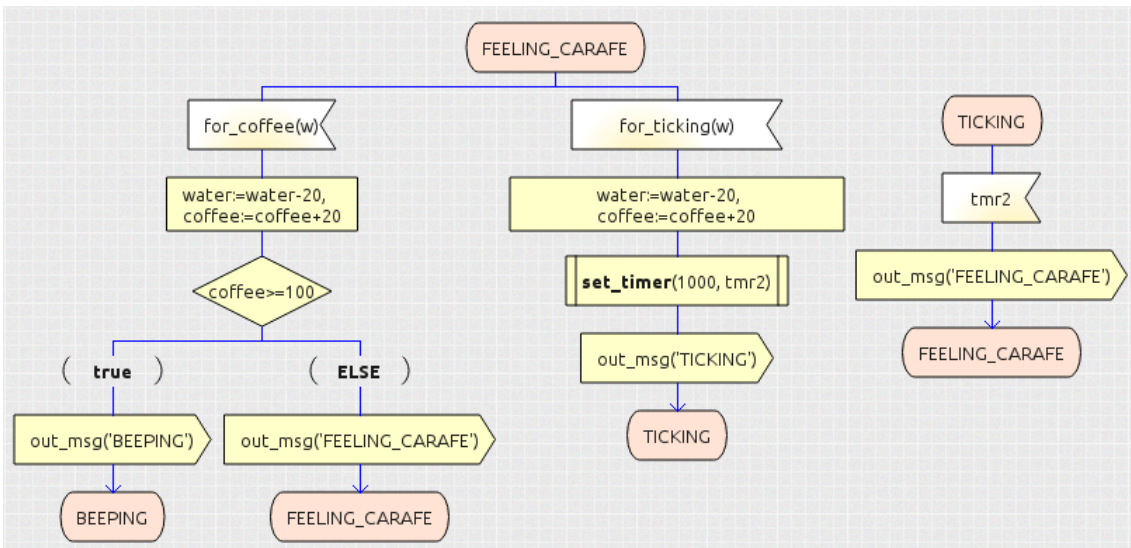 FEELING_CARAFE
for_coffee(w)
water:=water-20,
coffee:=coffee+20
coffee>=100
( true )
( ELSE )
out_msg('BEEPING')
out_msg('FEELING_CARAFE')
BEEPING
FEELING_CARAFE
for_ticking(w)
water:=water-20,
coffee:=coffee+20
set_timer(1000, tmr2)
out_msg('TICKING')
TICKING
TICKING
tmr2
out_msg('FEELING_CARAFE')
FEELING_CARAFE